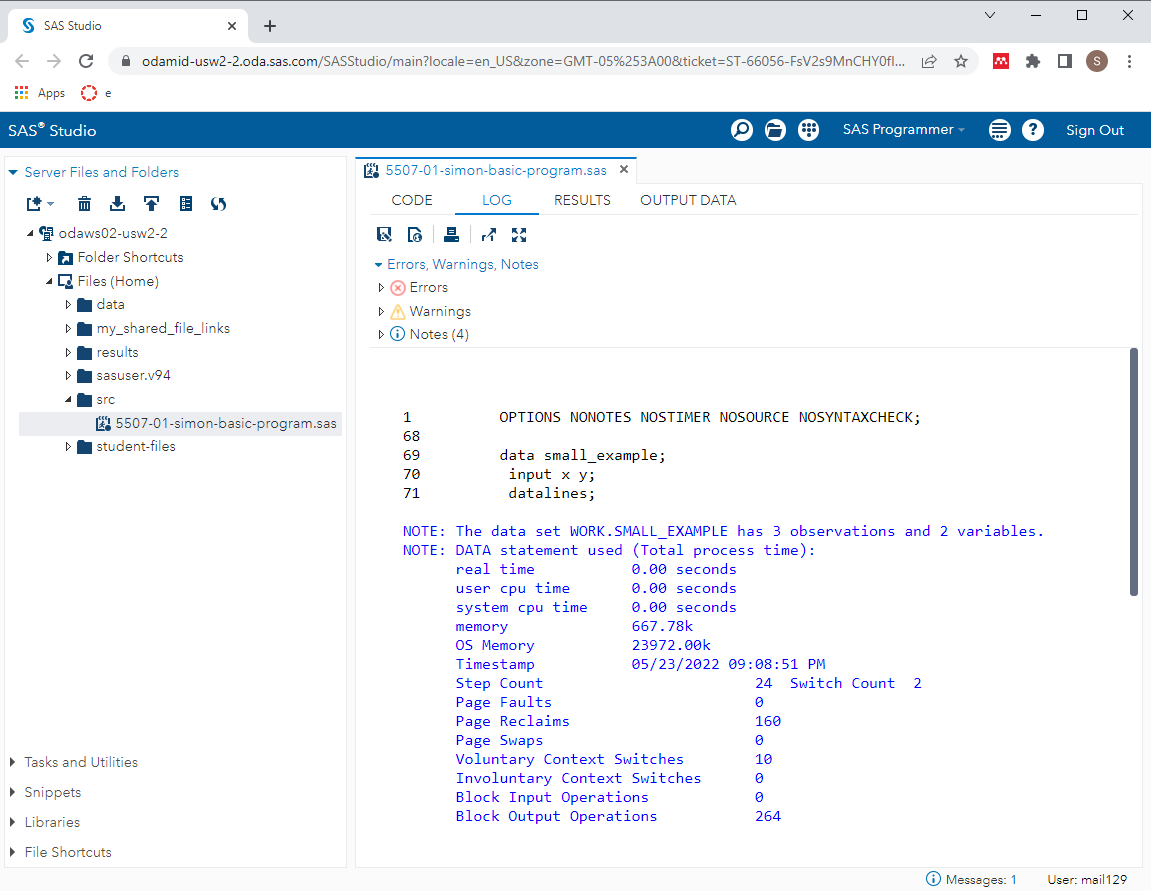 SAS Studio
odamid-usw2-2.oda.sas.com/SASStudio/main?locale=en_US&zone=GMT-05%253A00&ticket=ST-66056-FsV2s9MnCHY0fl...
S
Apps e
SAS® Studio
SAS Programmer
Sign Out
Server Files and Folders
odaws02-usw2-2
Folder Shortcuts
Files (Home)
data
my_shared_file_links
results
sasuser.v94
src
5507-01-simon-basic-program.sas
student-files
Tasks and Utilities
Snippets
Libraries
File Shortcuts
5507-01-simon-basic-program.sas
CODE LOG RESULTS OUTPUT DATA
Errors, Warnings, Notes
Errors
Warnings
Notes (4)
1 OPTIONS NONOTES NOSTIMER NOSOURCE NOSYNTAXCHECK;
68
69 data small_example;
70 input x y;
71 datalines;
NOTE: The data set WORK.SMALL_EXAMPLE has 3 observations and 2 variables.
NOTE: DATA statement used (Total process time):
real time 0.00 seconds
user cpu time 0.00 seconds
system cpu time 0.00 seconds
memory 667.78k
OS Memory 23972.00k
Timestamp 05/23/2022 09:08:51 PM
Step Count 24 Switch Count 2
Page Faults 0
Page Reclaims 160
Page Swaps 0
Voluntary Context Switches 10
Involuntary Context Switches 0
Block Input Operations 0
Block Output Operations 264
Messages: 1 User: mail129